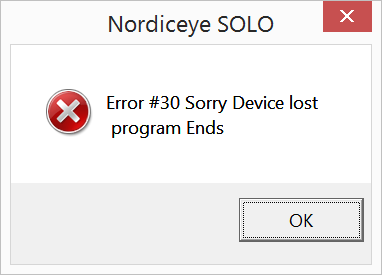 Nordiceye SOLO
Error #30 Sorry Device lost
program Ends
OK